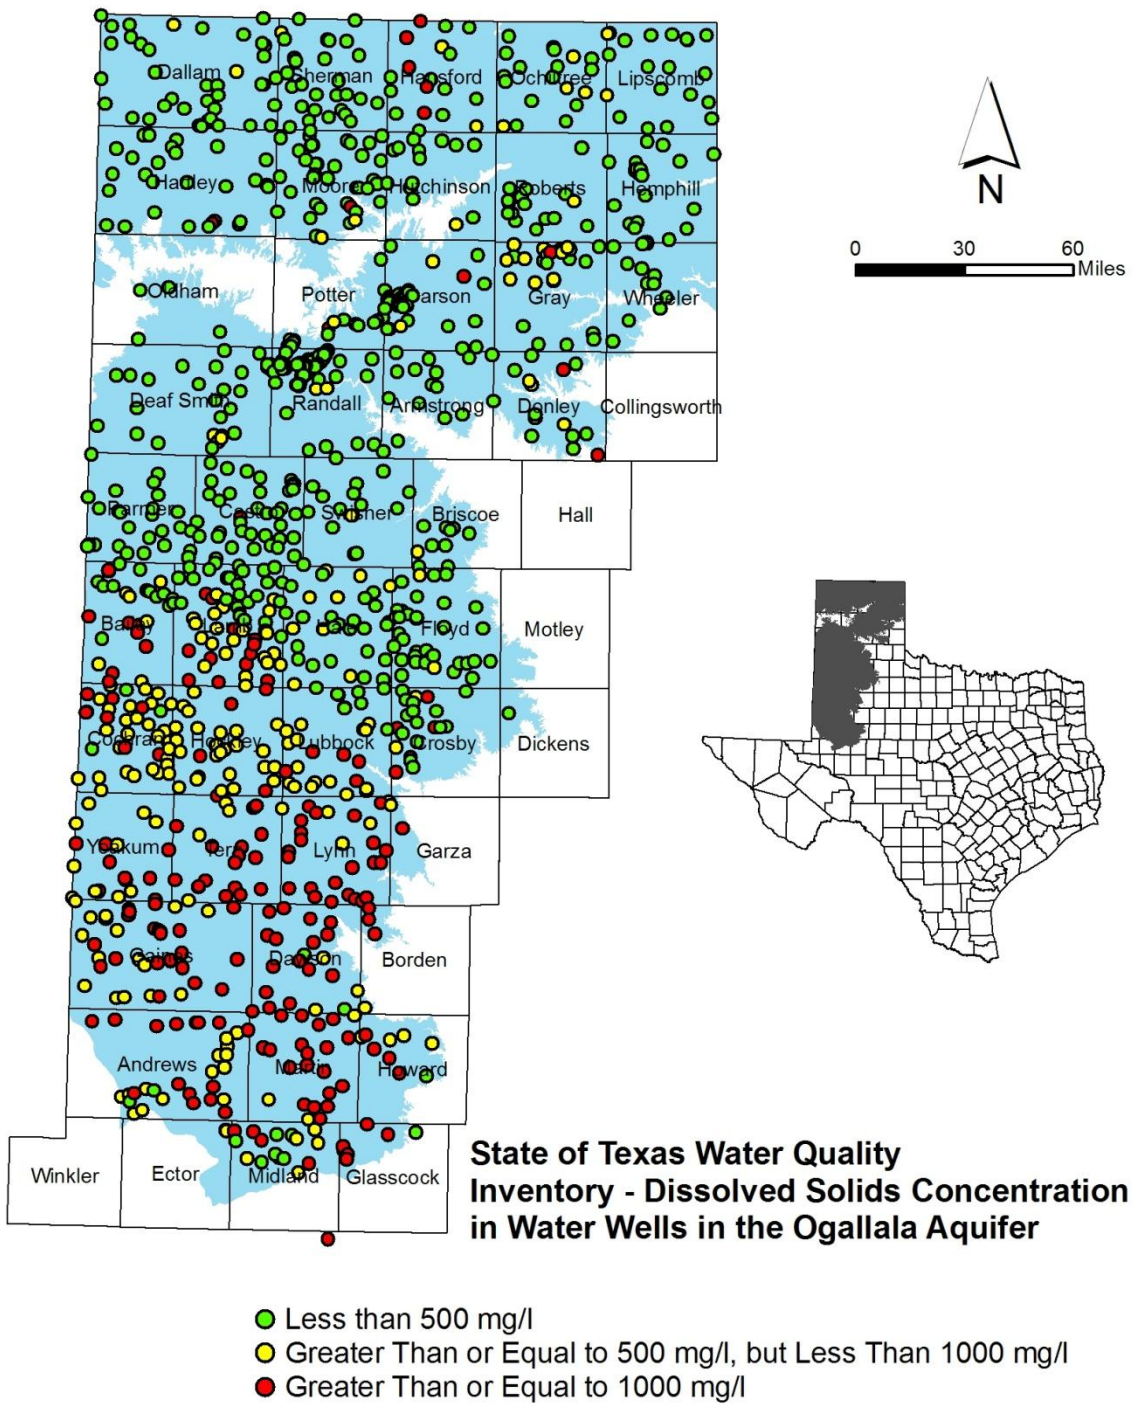 Dallam
Sherman
Hansford
Ochiltree
Lipscomb
Hartley
Moore
Hutchinson
Roberts
Hemphill
N
0 30 60
Miles
Oldham
Potter
Carson
Gray
Wheeler
Deaf Smith
Randall
Armstrong
Donley
Collingsworth
Parmer
Castro
Swisher
Briscoe
Hall
Bailey
Lamb
Hale
Floyd
Motley
Cochran
Hockley
Lubbock
Crosby
Dickens
Yoakum
Terry
Lynn
Garza
Gaines
Dawson
Borden
Andrews
Martin
Howard
Winkler
Ector
Midland
Glasscock
State of Texas Water Quality
Inventory - Dissolved Solids Concentration
in Water Wells in the Ogallala Aquifer
Less than 500 mg/l
Greater Than or Equal to 500 mg/l, but Less Than 1000 mg/l
Greater Than or Equal to 1000 mg/l